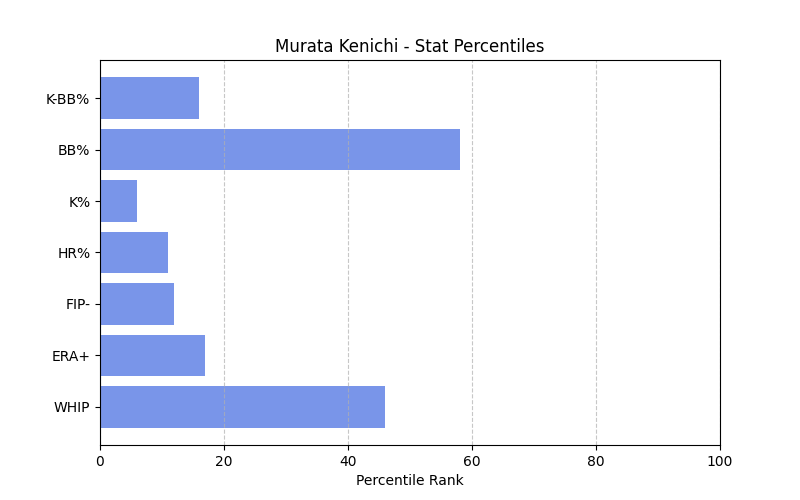 Murata Kenichi - Stat Percentiles
K-BB%
BB%
K%
HR%
FIP-
ERA+
WHIP
0 20 40 60 80 100
Percentile Rank